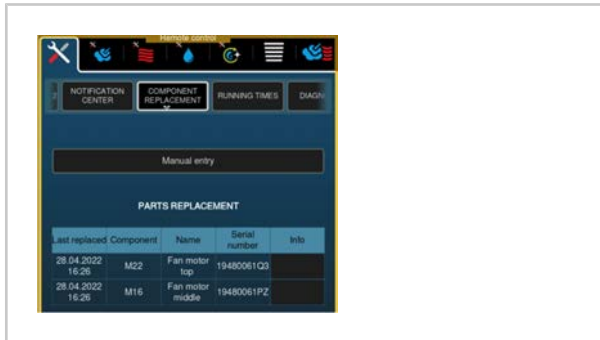 Remote control
NOTIFICATION
CENTER
COMPONENT
REPLACEMENT
RUNNING TIMES
DIAGN
Manual entry
PARTS REPLACEMENT
Last replaced Component Name Serial number Info
28.04.2022 16:26 M22 Fan motor top 19480061Q3
28.04.2022 16:26 M16 Fan motor middle 19480061PZ